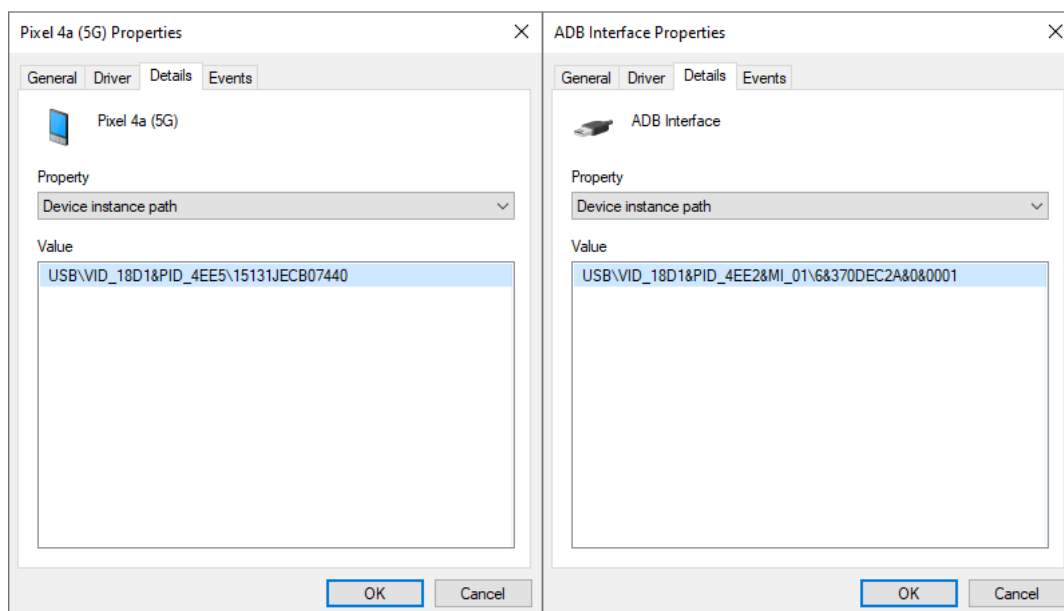 Pixel 4a (5G) Properties
General Driver Details Events
Pixel 4a (5G)
Property
Device instance path
Value
USB\VID_18D1&PID_4EE5\15131JECB07440
OK Cancel
ADB Interface Properties
General Driver Details Events
ADB Interface
Property
Device instance path
Value
USB\VID_18D1&PID_4EE2&MI_01\6&370DEC2A&0&0001
OK Cancel